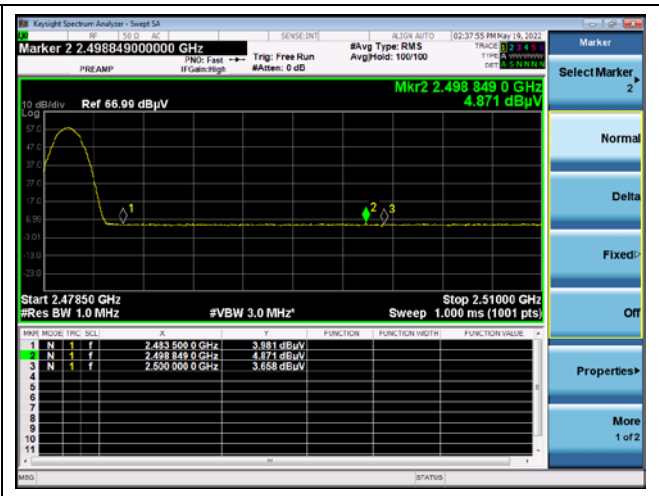 Keysight Spectrum Analyzer - Swept SA
RF 50 Ω AC SENSE:INT ALIGN AUTO 02:37:55 PM May 19, 2022
Marker 2 2.498849000000 GHz
PREAMP
PNO: Fast
IFGain:High
Trig: Free Run
#Atten: 0 dB
#Avg Type: RMS
Avg|Hold: 100/100
TRACE 1 2 3 4 5 6
TYPE A
DET A S N N N N
Mkr2 2.498 849 0 GHz
4.871 dBµV
10 dB/div Ref 66.99 dBµV
Log
57.0
47.0
37.0
27.0
17.0
6.99
-3.01
-13.0
-23.0
1
2
3
Start 2.47850 GHz Stop 2.51000 GHz
#Res BW 1.0 MHz #VBW 3.0 MHz* Sweep 1.000 ms (1001 pts)
MKR MODE TRC SCL X Y FUNCTION FUNCTION WIDTH FUNCTION VALUE
1 N 1 f 2.483 500 0 GHz 3.981 dBµV
2 N 1 f 2.498 849 0 GHz 4.871 dBµV
3 N 1 f 2.500 000 0 GHz 3.658 dBµV
4
5
6
7
8
9
10
11
MSG STATUS
Marker
Select Marker
2
Normal
Delta
Fixed
Off
Properties
More
1 of 2